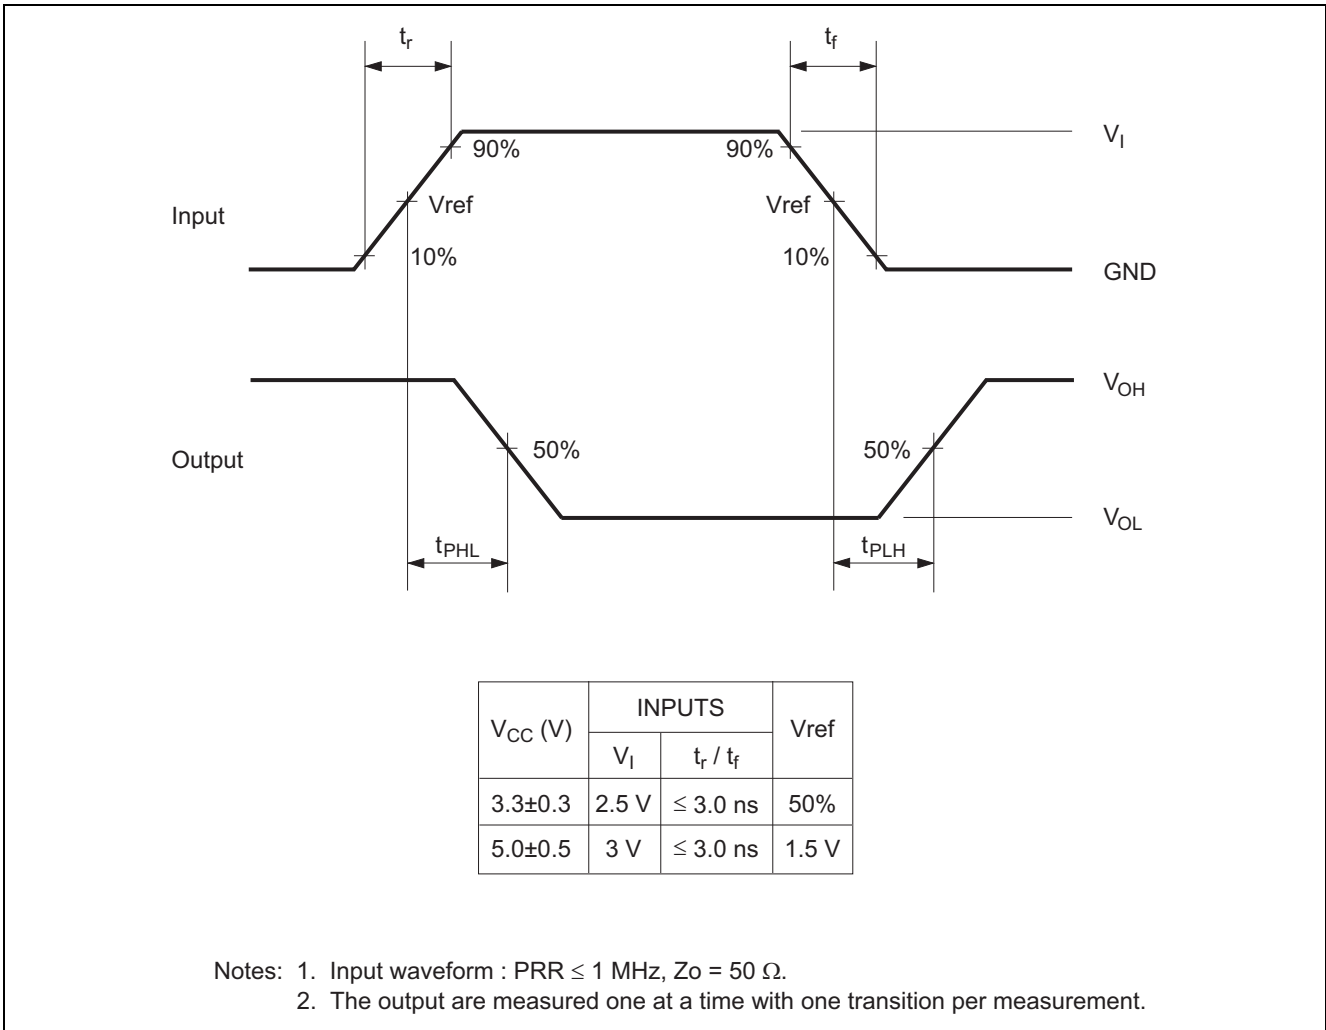 tr tf
90% 90% VI
Input Vref Vref
10% 10% GND
VOH
Output 50% 50%
VOL
tPHL tPLH
VCC (V) INPUTS Vref
VI tr / tf
3.3±0.3 2.5 V ≤ 3.0 ns 50%
5.0±0.5 3 V ≤ 3.0 ns 1.5 V
Notes: 1. Input waveform : PRR ≤ 1 MHz, Zo = 50 Ω.
2. The output are measured one at a time with one transition per measurement.